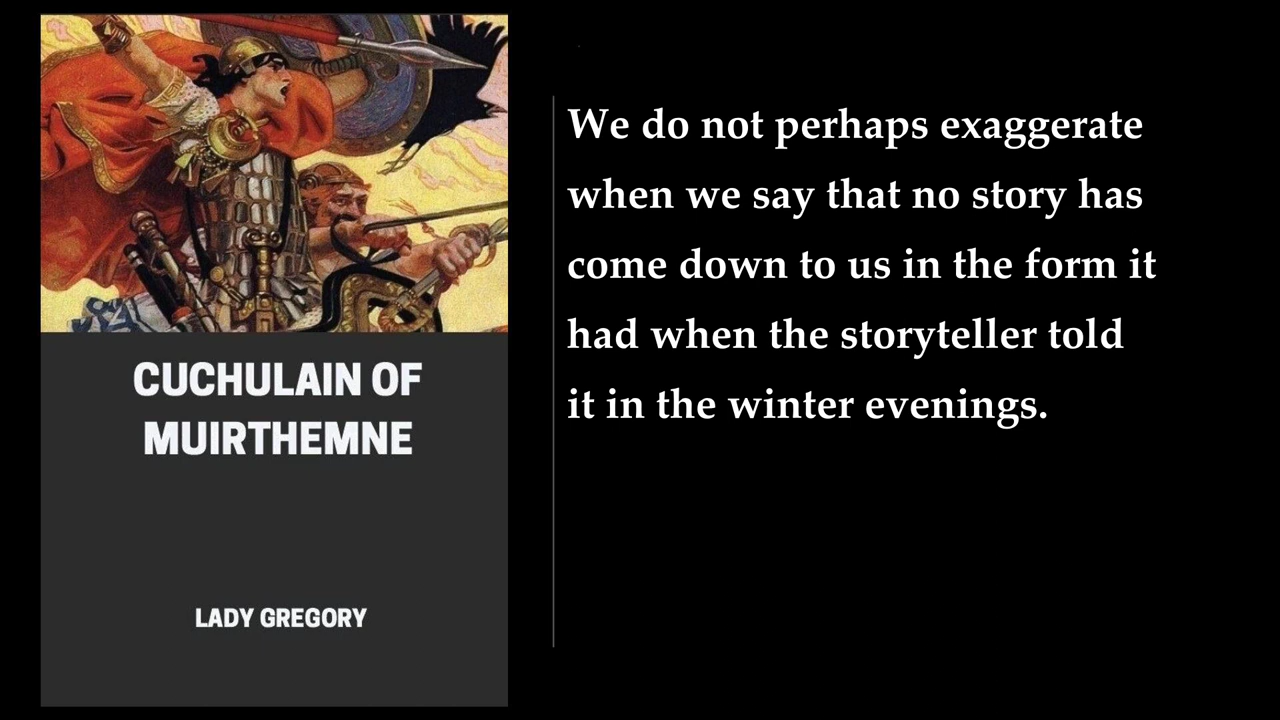 CUCHULAIN OF
MUIRTHEMNE
LADY GREGORY
We do not perhaps exaggerate
when we say that no story has
come down to us in the form it
had when the storyteller told
it in the winter evenings.